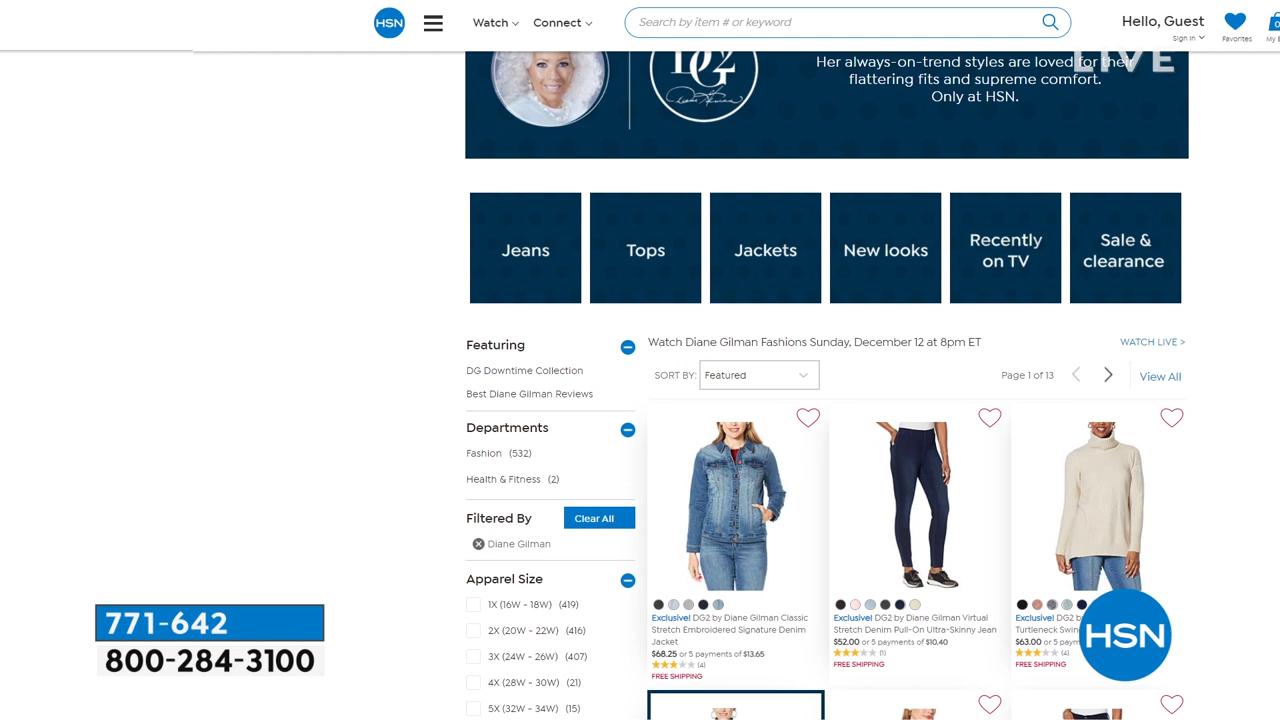 HSN
Watch
Connect
Search by item # or keyword
Hello, Guest
Sign In
Favorites
0
DG2
Diane Gilman
Her always-on-trend styles are loved for their
flattering fits and supreme comfort.
Only at HSN.
LIVE
Jeans
Tops
Jackets
New looks
Recently
on TV
Sale &
clearance
Featuring
DG Downtime Collection
Best Diane Gilman Reviews
Departments
Fashion (532)
Health & Fitness (2)
Filtered By
Clear All
Diane Gilman
Apparel Size
1X (16W - 18W) (419)
2X (20W - 22W) (416)
3X (24W - 26W) (407)
4X (28W - 30W) (21)
5X (32W - 34W) (15)
Watch Diane Gilman Fashions Sunday, December 12 at 8pm ET
WATCH LIVE >
SORT BY: Featured
Page 1 of 13
View All
Exclusive! DG2 by Diane Gilman Classic
Stretch Embroidered Signature Denim
Jacket
$68.25 or 5 payments of $13.65
(4)
FREE SHIPPING
Exclusive! DG2 by Diane Gilman Virtual
Stretch Denim Pull-On Ultra-Skinny Jean
$52.00 or 5 payments of $10.40
(1)
FREE SHIPPING
Exclusive! DG2
Turtleneck
$63.00 or 5
(4)
FREE SHIPPING
771-642
800-284-3100
HSN